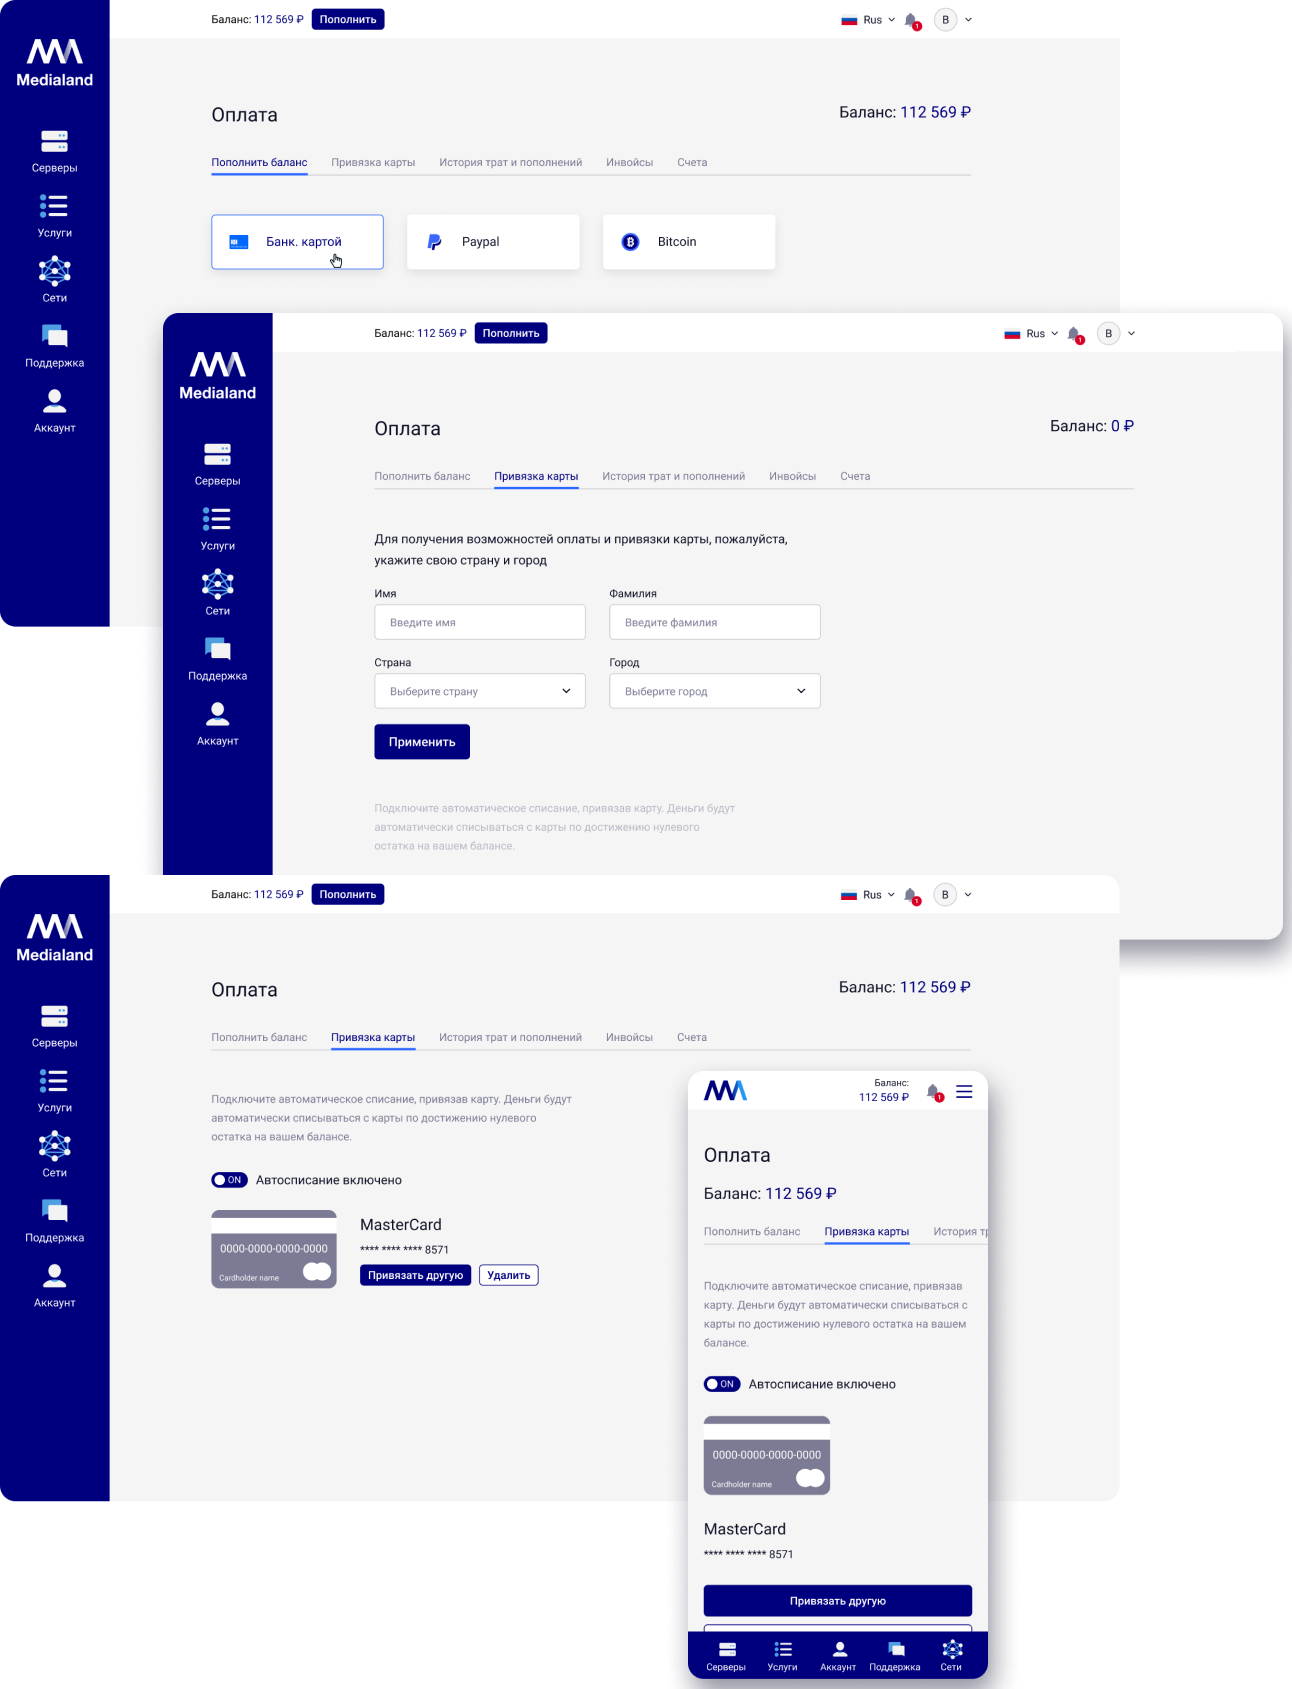 Баланс: 112 569 ₽ Пополнить Rus 1 B
Medialand
Оплата Баланс: 112 569 ₽
Пополнить баланс Привязка карты История трат и пополнений Инвойсы Счета
Банк. картой Paypal Bitcoin
Серверы
Услуги
Сети
Поддержка
Аккаунт
Баланс: 112 569 ₽ Пополнить Rus 1 B
Medialand
Оплата Баланс: 0 ₽
Пополнить баланс Привязка карты История трат и пополнений Инвойсы Счета
Серверы
Услуги
Сети
Поддержка
Аккаунт
Для получения возможностей оплаты и привязки карты, пожалуйста,
укажите свою страну и город
Имя Фамилия
Введите имя Введите фамилия
Страна Город
Выберите страну Выберите город
Применить
Подключите автоматическое списание, привязав карту. Деньги будут
автоматически списываться с карты по достижению нулевого
остатка на вашем балансе.
Баланс: 112 569 ₽ Пополнить Rus 1 B
Medialand
Оплата Баланс: 112 569 ₽
Пополнить баланс Привязка карты История трат и пополнений Инвойсы Счета
Серверы
Услуги
Сети
Поддержка
Аккаунт
Подключите автоматическое списание, привязав карту. Деньги будут
автоматически списываться с карты по достижению нулевого
остатка на вашем балансе.
ON Автосписание включено
0000-0000-0000-0000
Cardholder name
MasterCard
**** **** **** 8571
Привязать другую Удалить
Баланс:
112 569 ₽ 1
Оплата
Баланс: 112 569 ₽
Пополнить баланс Привязка карты История тр
Подключите автоматическое списание, привязав
карту. Деньги будут автоматически списываться с
карты по достижению нулевого остатка на вашем
балансе.
ON Автосписание включено
0000-0000-0000-0000
Cardholder name
MasterCard
**** **** **** 8571
Привязать другую
Серверы Услуги Аккаунт Поддержка Сети